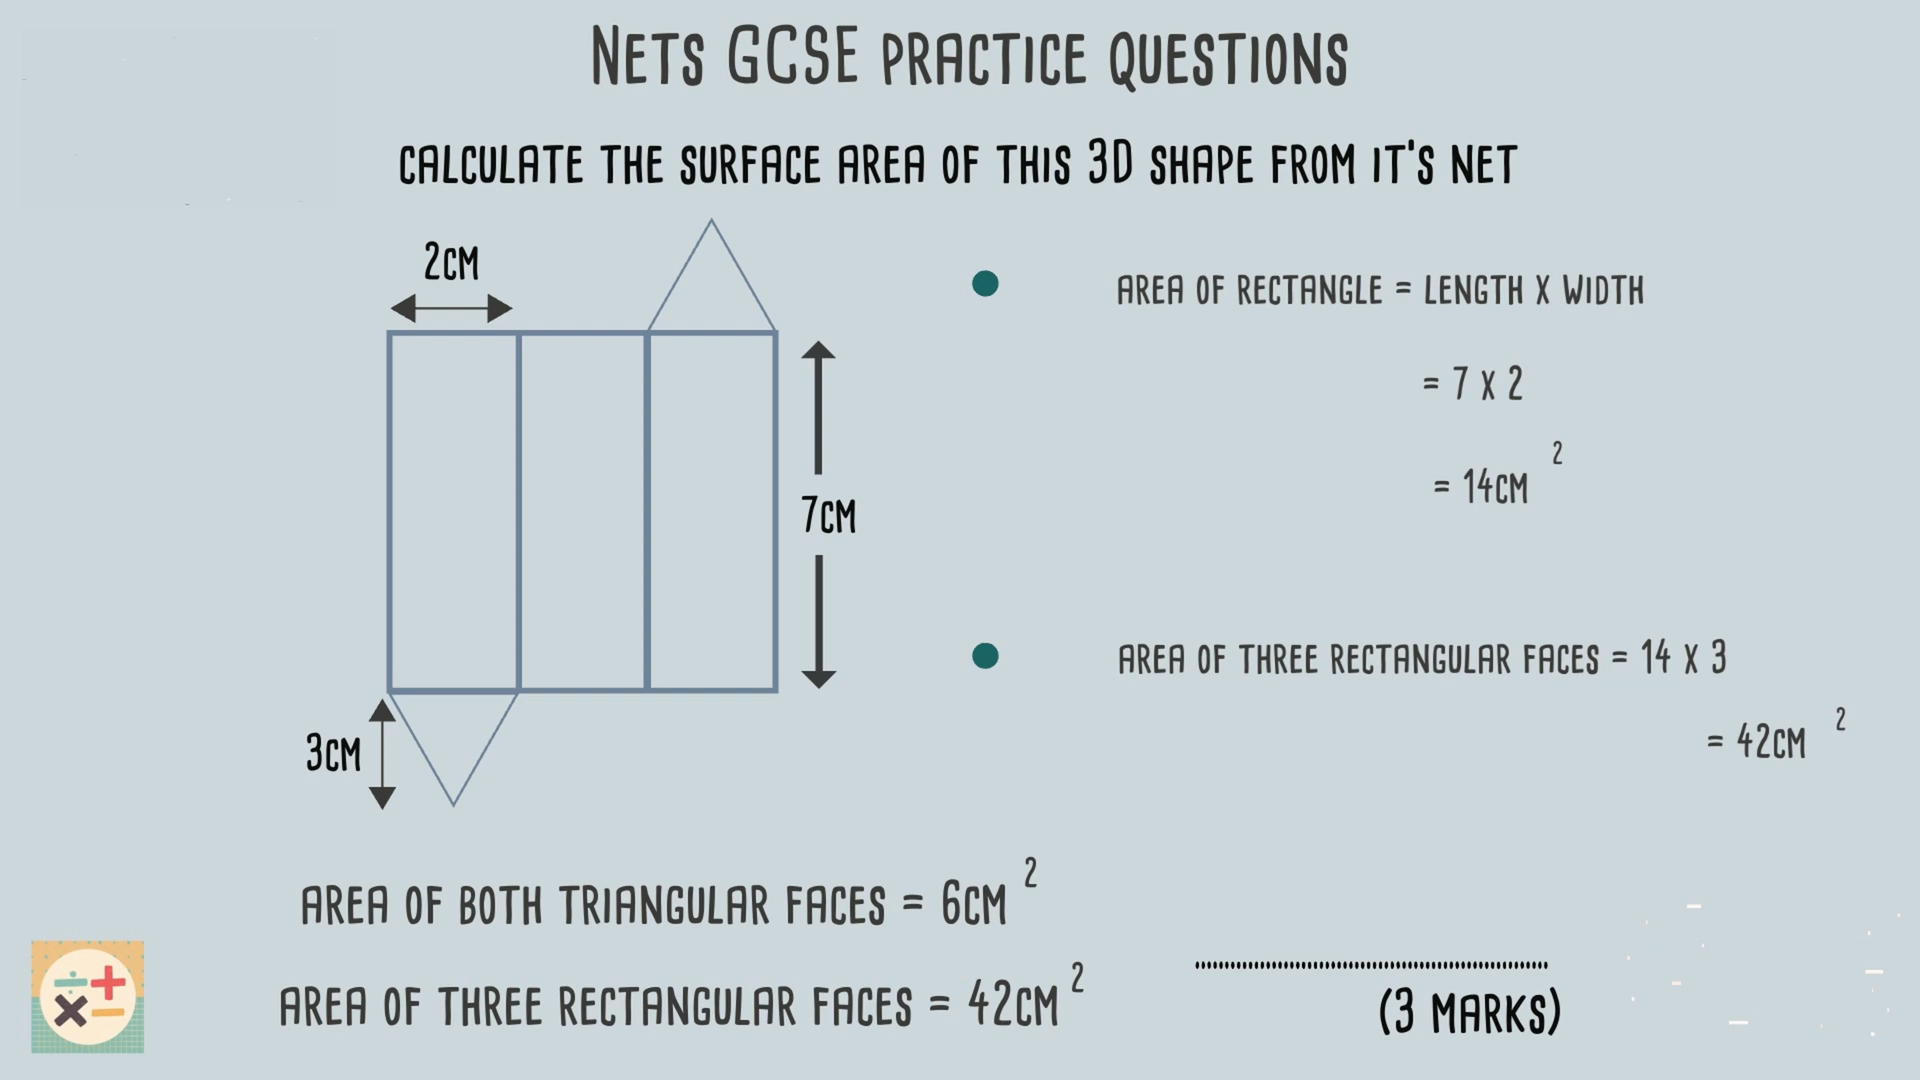 NETS GCSE PRACTICE QUESTIONS
CALCULATE THE SURFACE AREA OF THIS 3D SHAPE FROM IT'S NET
2CM
AREA OF RECTANGLE = LENGTH X WIDTH
= 7 X 2
= 14CM 2
7CM
AREA OF THREE RECTANGULAR FACES = 14 X 3
= 42CM 2
3CM
AREA OF BOTH TRIANGULAR FACES = 6CM 2
AREA OF THREE RECTANGULAR FACES = 42CM 2
(3 MARKS)